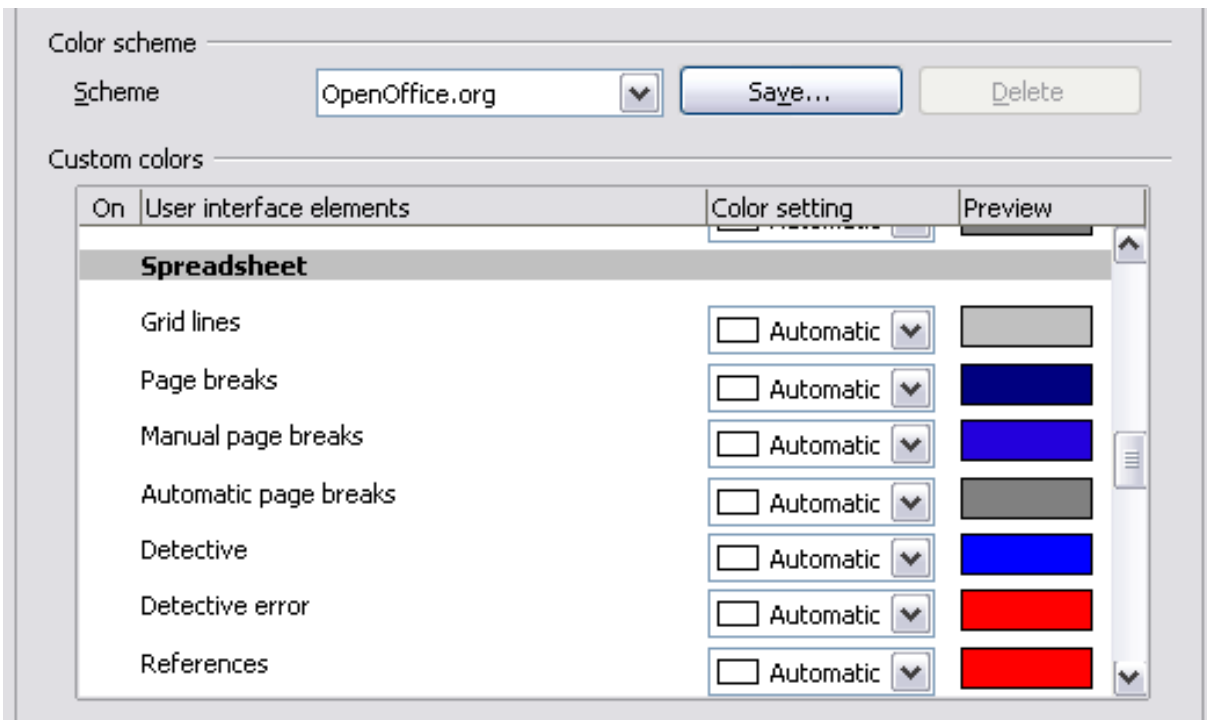 Color scheme
Scheme OpenOffice.org Save... Delete
Custom colors
On User interface elements Color setting Preview
Spreadsheet
Grid lines Automatic
Page breaks Automatic
Manual page breaks Automatic
Automatic page breaks Automatic
Detective Automatic
Detective error Automatic
References Automatic